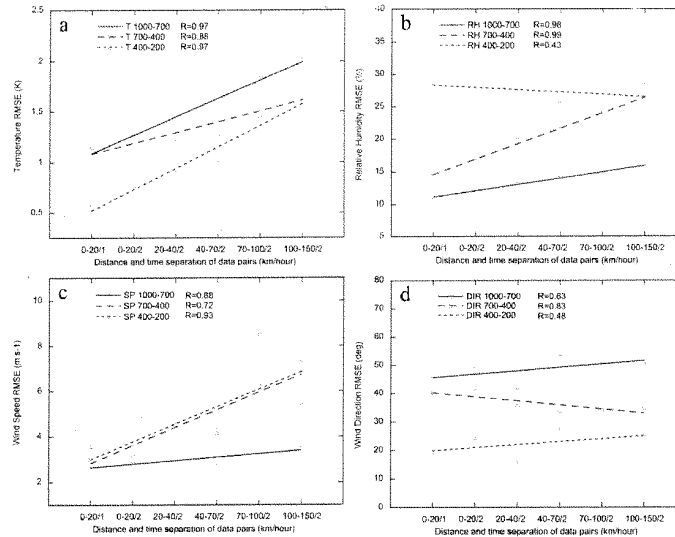 a
T 1000-700 R=0.97
T 700-400 R=0.88
T 400-200 R=0.97
Temperature RMSE (K)
2.5
2
1.5
1
0.5
0-20/1 0-20/2 20-40/2 40-70/2 70-100/2 100-150/2
Distance and time separation of data pairs (km/hour)
b
RH 1000-700 R=0.98
RH 700-400 R=0.99
RH 400-200 R=0.43
Relative Humidity RMSE (%)
40
35
30
25
20
15
10
5
0-20/1 0-20/2 20-40/2 40-70/2 70-100/2 100-150/2
Distance and time separation of data pairs (km/hour)
c
SP 1000-700 R=0.88
SP 700-400 R=0.72
SP 400-200 R=0.93
Wind Speed RMSE (m s-1)
10
8
6
4
2
0-20/1 0-20/2 20-40/2 40-70/2 70-100/2 100-150/2
Distance and time separation of data pairs (km/hour)
d
DIR 1000-700 R=0.63
DIR 700-400 R=0.83
DIR 400-200 R=0.48
Wind Direction RMSE (deg)
80
70
60
50
40
30
20
10
0
0-20/1 0-20/2 20-40/2 40-70/2 70-100/2 100-150/2
Distance and time separation of data pairs (km/hour)